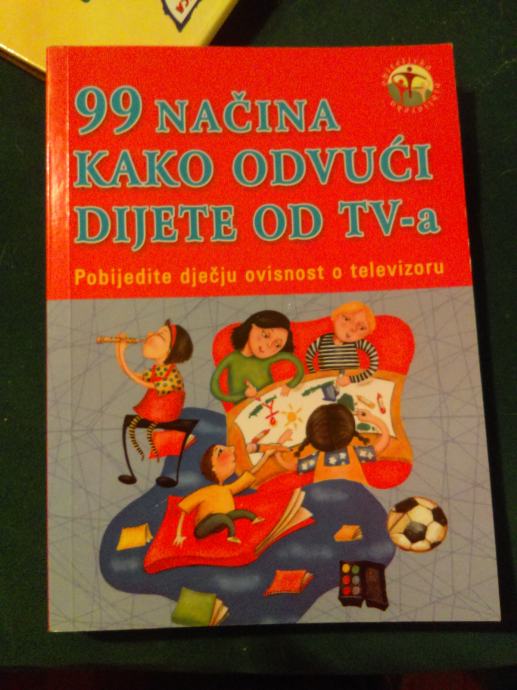 99 NAČINA
KAKO ODVUĆI
DIJETE OD TV-a
Pobijedite dječju ovisnost o televizoru